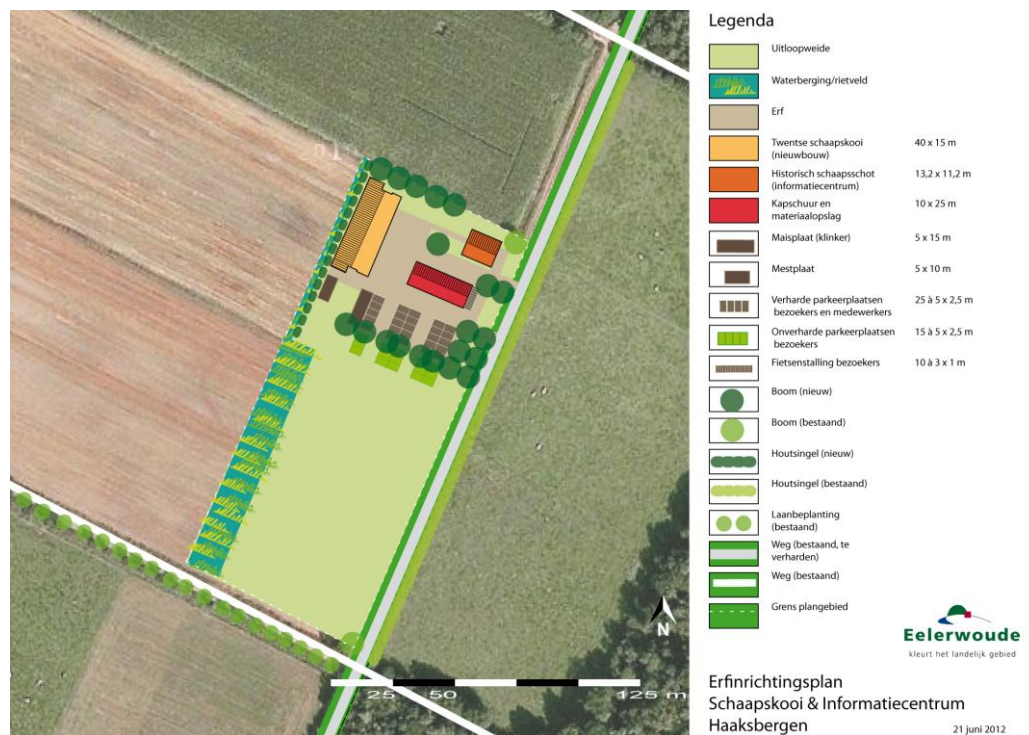 Legenda
Uitloopweide
Waterberging/rietveld
Erf
Twentse schaapskooi 40 x 15 m
(nieuwbouw)
Historisch schaapsschot 13,2 x 11,2 m
(informatiecentrum)
Kapschuur en 10 x 25 m
materiaalopslag
Maisplaat (klinker) 5 x 15 m
Mestplaat 5 x 10 m
Verharde parkeerplaatsen 25 à 5 x 2,5 m
bezoekers en medewerkers
Onverharde parkeerplaatsen 15 à 5 x 2,5 m
bezoekers
Fietsenstalling bezoekers 10 à 3 x 1 m
Boom (nieuw)
Boom (bestaand)
Houtsingel (nieuw)
Houtsingel (bestaand)
Laanbeplanting
(bestaand)
Weg (bestaand, te
verharden)
Weg (bestaand)
Grens plangebied
N
25 50 125 m
Eelerwoude
kleurt het landelijk gebied
Erfinrichtingsplan
Schaapskooi & Informatiecentrum
Haaksbergen 21 juni 2012